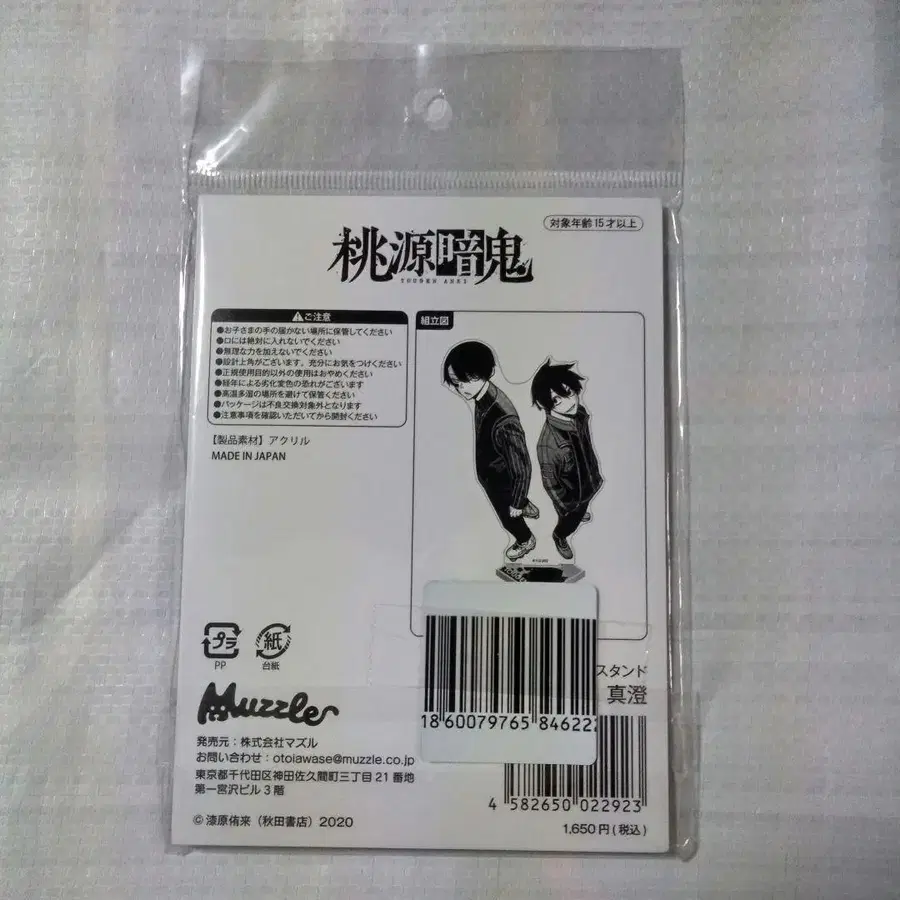 対象年齢15才以上
桃源暗鬼
TOUGEN ANKI
⚠ご注意
●お子さまの手の届かない場所に保管してください
●口には絶対に入れないでください
●無理な力を加えないでください
●設計上角がございます。充分にお気をつけください
●正規使用目的以外の使用はおやめください
●経年による劣化変色の恐れがございます
●高温多湿の場所を避けて保管ください
●パッケージは不良交換対象外となります
●注意事項を確認いただいてから開封ください
【製品素材】アクリル
MADE IN JAPAN
組立図
プラ
PP
紙
台紙
Muzzle
発売元:株式会社マズル
お問い合わせ:otoiawase@muzzle.co.jp
東京都千代田区神田佐久間町三丁目21番地
第一宮沢ビル3階
©漆原侑来(秋田書店)2020
18 60079765 84622
スタンド
真澄
4 582650 022923
1,650円(税込)